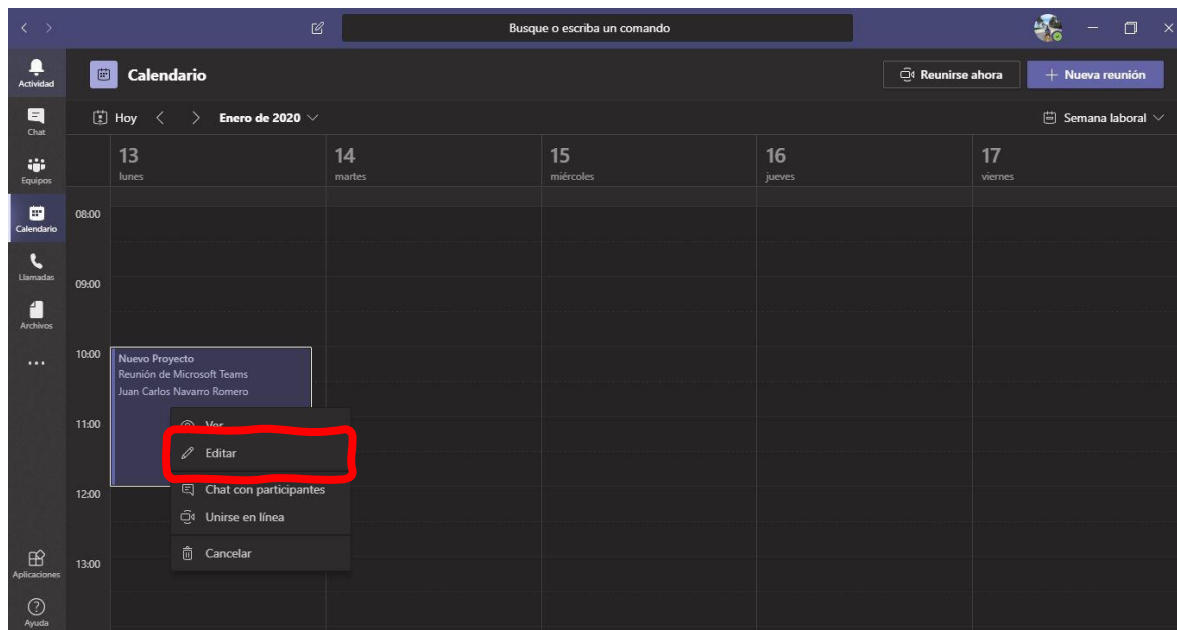 Busque o escriba un comando
Actividad
Chat
Equipos
Calendario
Llamadas
Archivos
Aplicaciones
Ayuda
Calendario
Reunirse ahora
+ Nueva reunión
Hoy
Enero de 2020
Semana laboral
13
lunes
14
martes
15
miércoles
16
jueves
17
viernes
08:00
09:00
10:00
11:00
12:00
13:00
Nuevo Proyecto
Reunión de Microsoft Teams
Juan Carlos Navarro Romero
Ver
Editar
Chat con participantes
Unirse en línea
Cancelar